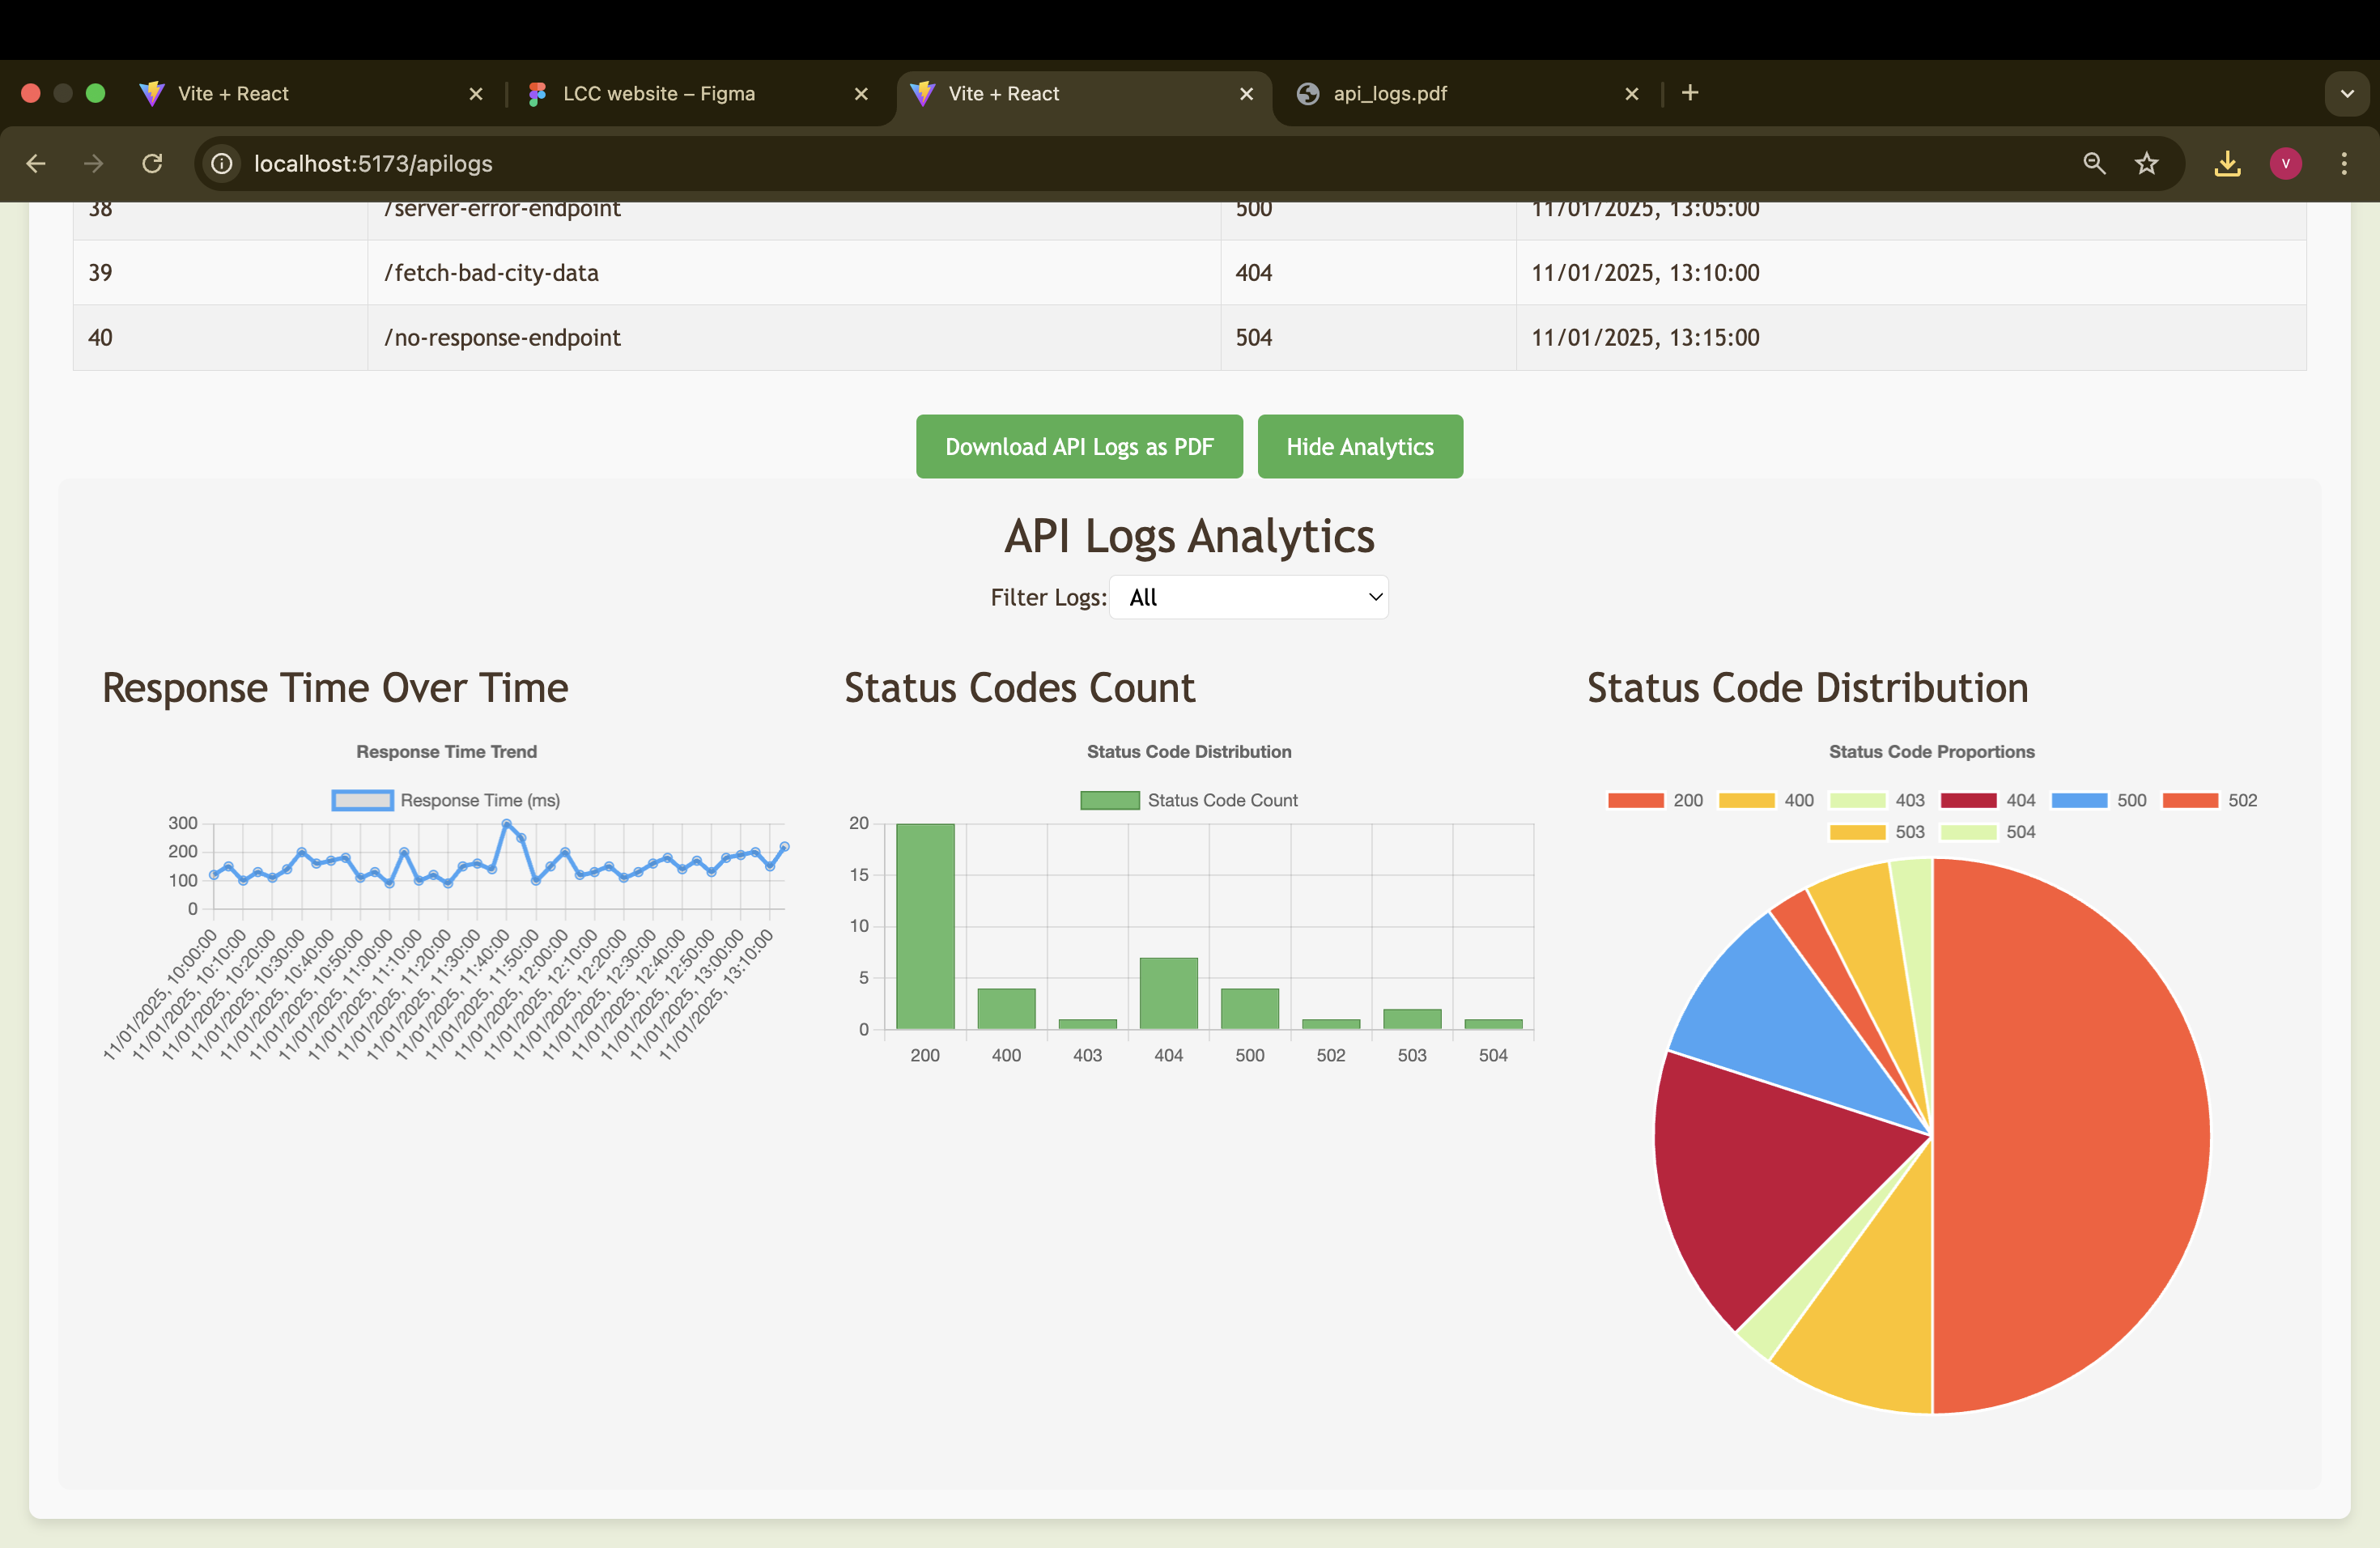 Vite + React
LCC website – Figma
Vite + React
api_logs.pdf
localhost:5173/apilogs
V
38 /server-error-endpoint 500 11/01/2025, 13:05:00
39 /fetch-bad-city-data 404 11/01/2025, 13:10:00
40 /no-response-endpoint 504 11/01/2025, 13:15:00
Download API Logs as PDF Hide Analytics
API Logs Analytics
Filter Logs: All
Response Time Over Time
Response Time Trend
Response Time (ms)
300
200
100
0
11/01/2025, 10:00:00
11/01/2025, 10:10:00
11/01/2025, 10:20:00
11/01/2025, 10:30:00
11/01/2025, 10:40:00
11/01/2025, 10:50:00
11/01/2025, 11:00:00
11/01/2025, 11:10:00
11/01/2025, 11:20:00
11/01/2025, 11:30:00
11/01/2025, 11:40:00
11/01/2025, 11:50:00
11/01/2025, 12:00:00
11/01/2025, 12:10:00
11/01/2025, 12:20:00
11/01/2025, 12:30:00
11/01/2025, 12:40:00
11/01/2025, 12:50:00
11/01/2025, 13:00:00
11/01/2025, 13:10:00
Status Codes Count
Status Code Distribution
Status Code Count
20
15
10
5
0
200 400 403 404 500 502 503 504
Status Code Distribution
Status Code Proportions
200 400 403 404 500 502
503 504